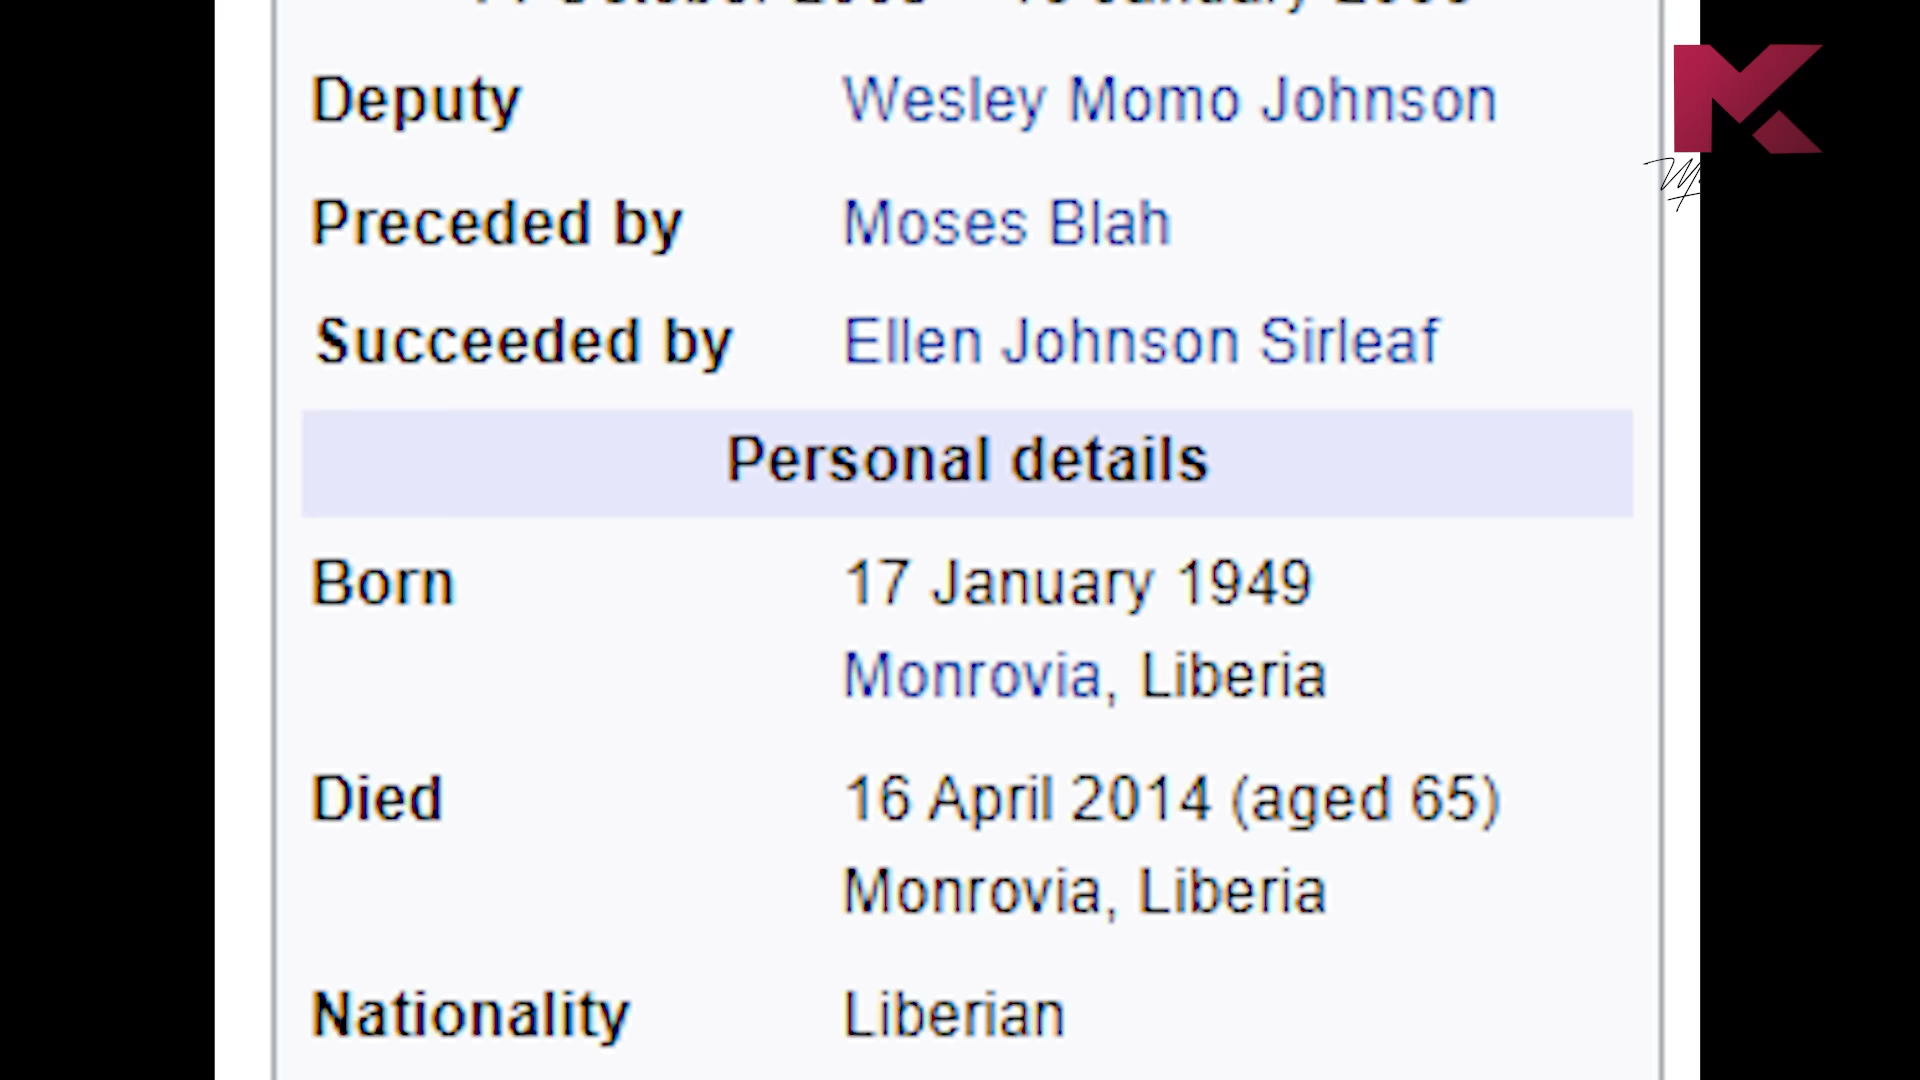 Deputy Wesley Momo Johnson
Preceded by Moses Blah
Succeeded by Ellen Johnson Sirleaf
Personal details
Born 17 January 1949
Monrovia, Liberia
Died 16 April 2014 (aged 65)
Monrovia, Liberia
Nationality Liberian